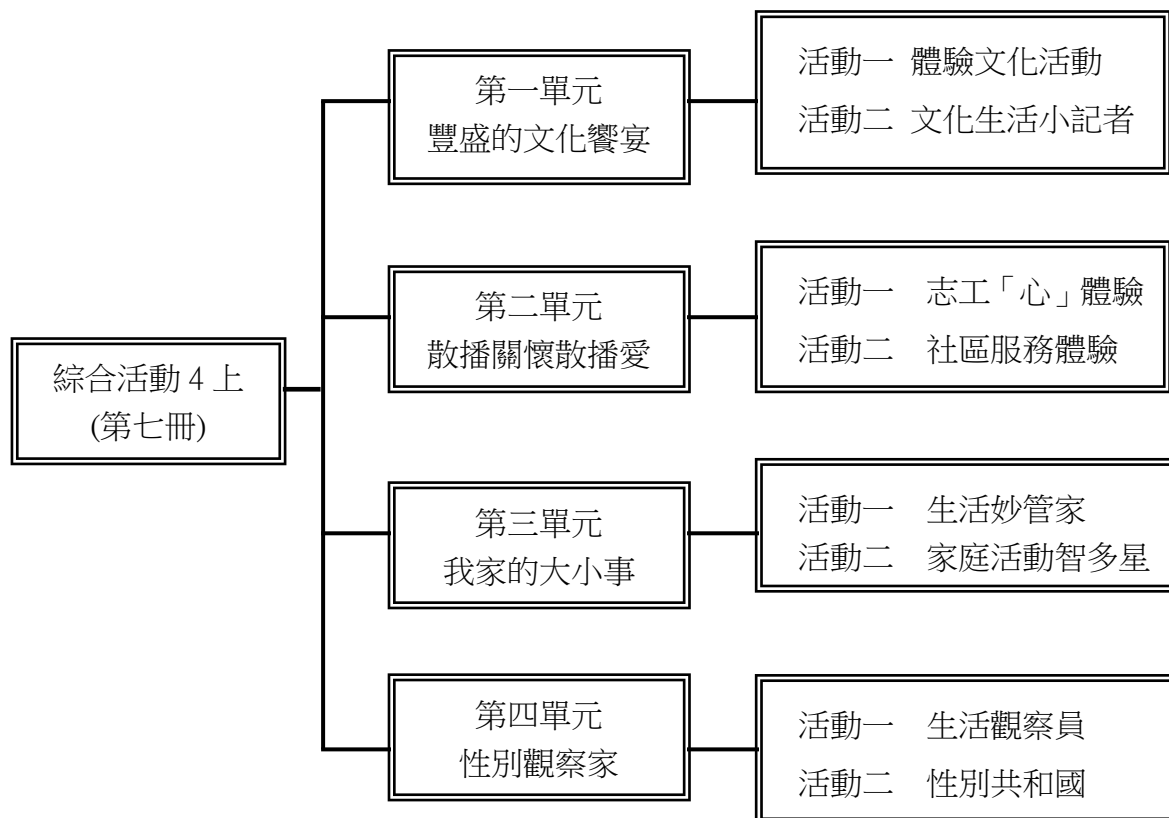 綜合活動 4 上
(第七冊)
第一單元
豐盛的文化饗宴
活動一 體驗文化活動
活動二 文化生活小記者
第二單元
散播關懷散播愛
活動一 志工「心」體驗
活動二 社區服務體驗
第三單元
我家的大小事
活動一 生活妙管家
活動二 家庭活動智多星
第四單元
性別觀察家
活動一 生活觀察員
活動二 性別共和國